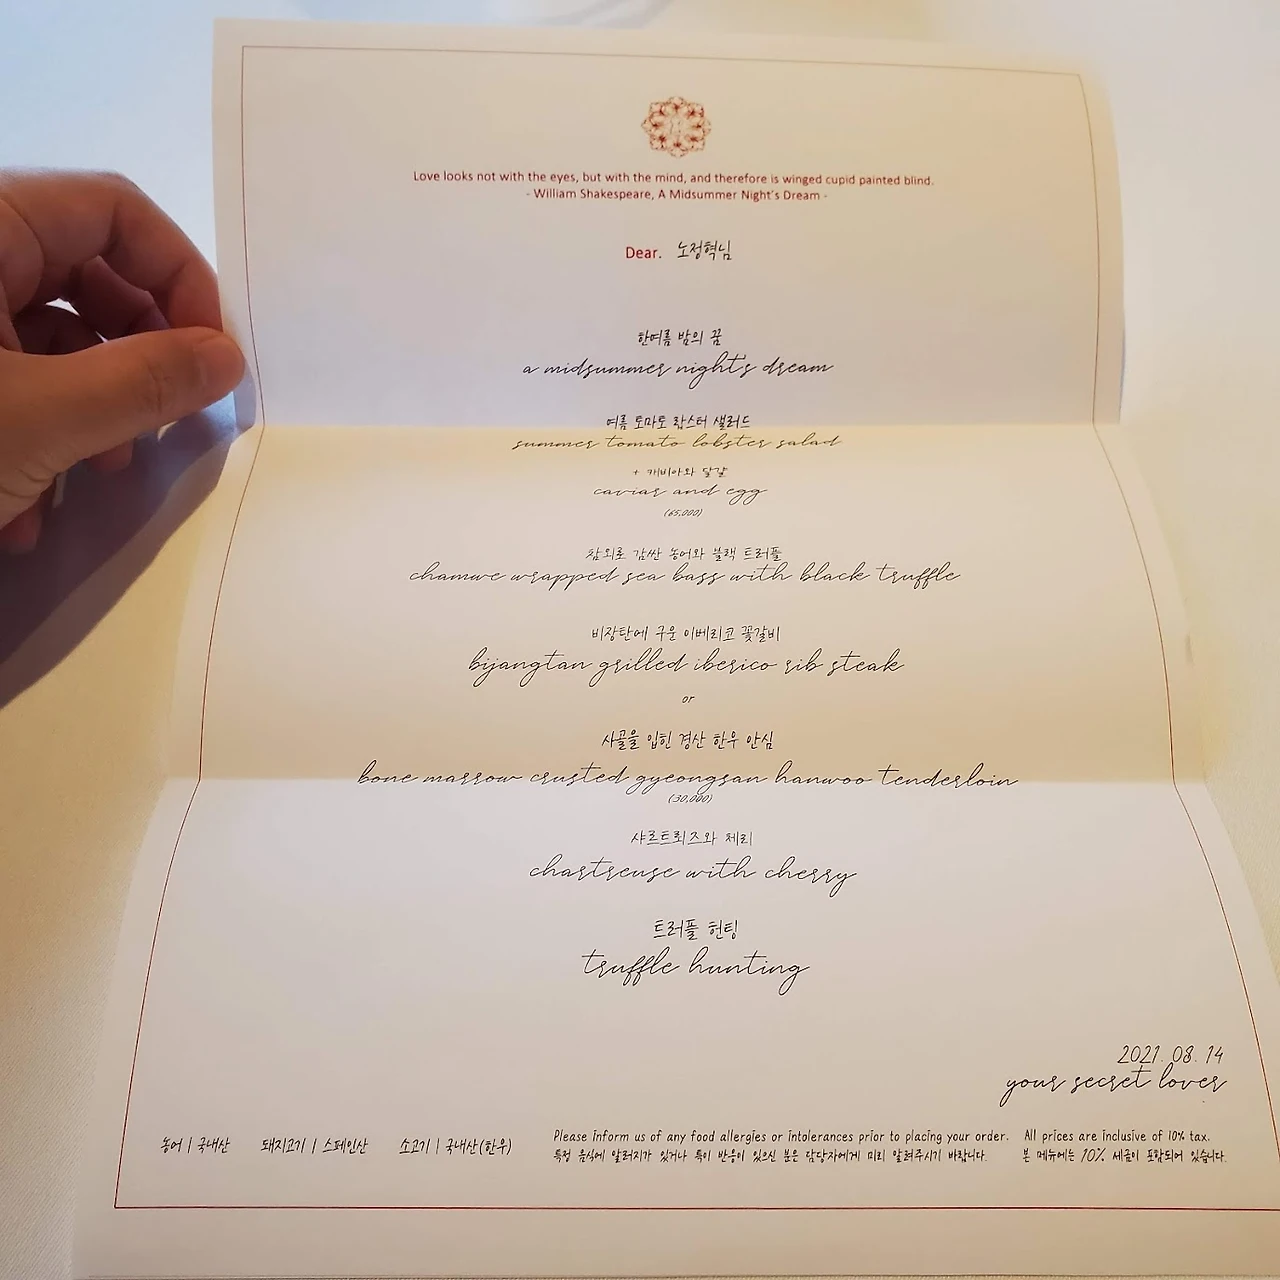 Love looks not with the eyes, but with the mind, and therefore is winged cupid painted blind.
- William Shakespeare, A Midsummer Night's Dream -
Dear. 노정혁님
한여름 밤의 꿈
a midsummer night's dream
여름 토마토 랍스터 샐러드
summer tomato lobster salad
+ 캐비아와 달걀
caviar and egg
(65,000)
참외로 감싼 농어와 블랙 트러플
chamwe wrapped sea bass with black truffle
비장탄에 구운 이베리코 꽃갈비
bijangtan grilled iberico rib steak
or
사골을 입힌 경산 한우 안심
bone marrow crusted gyeongsan hanwoo tenderloin
(30,000)
샤르트뢰즈와 체리
chartreuse with cherry
트러플 헌팅
truffle hunting
2021. 08. 14
your secret lover
농어 | 국내산 돼지고기 | 스페인산 소고기 | 국내산(한우)
Please inform us of any food allergies or intolerances prior to placing your order. All prices are inclusive of 10% tax.
특정 음식에 알러지가 있거나 특이 반응이 있으신 분은 담당자에게 미리 알려주시기 바랍니다. 본 메뉴에는 10% 세금이 포함되어 있습니다.